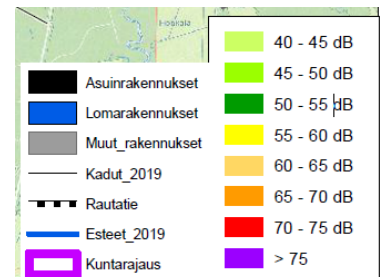 Haakala
Asuinrakennukset
Lomarakennukset
Muut_rakennukset
Kadut_2019
Rautatie
Esteet_2019
Kuntarajaus
40 - 45 dB
45 - 50 dB
50 - 55 dB
55 - 60 dB
60 - 65 dB
65 - 70 dB
70 - 75 dB
> 75